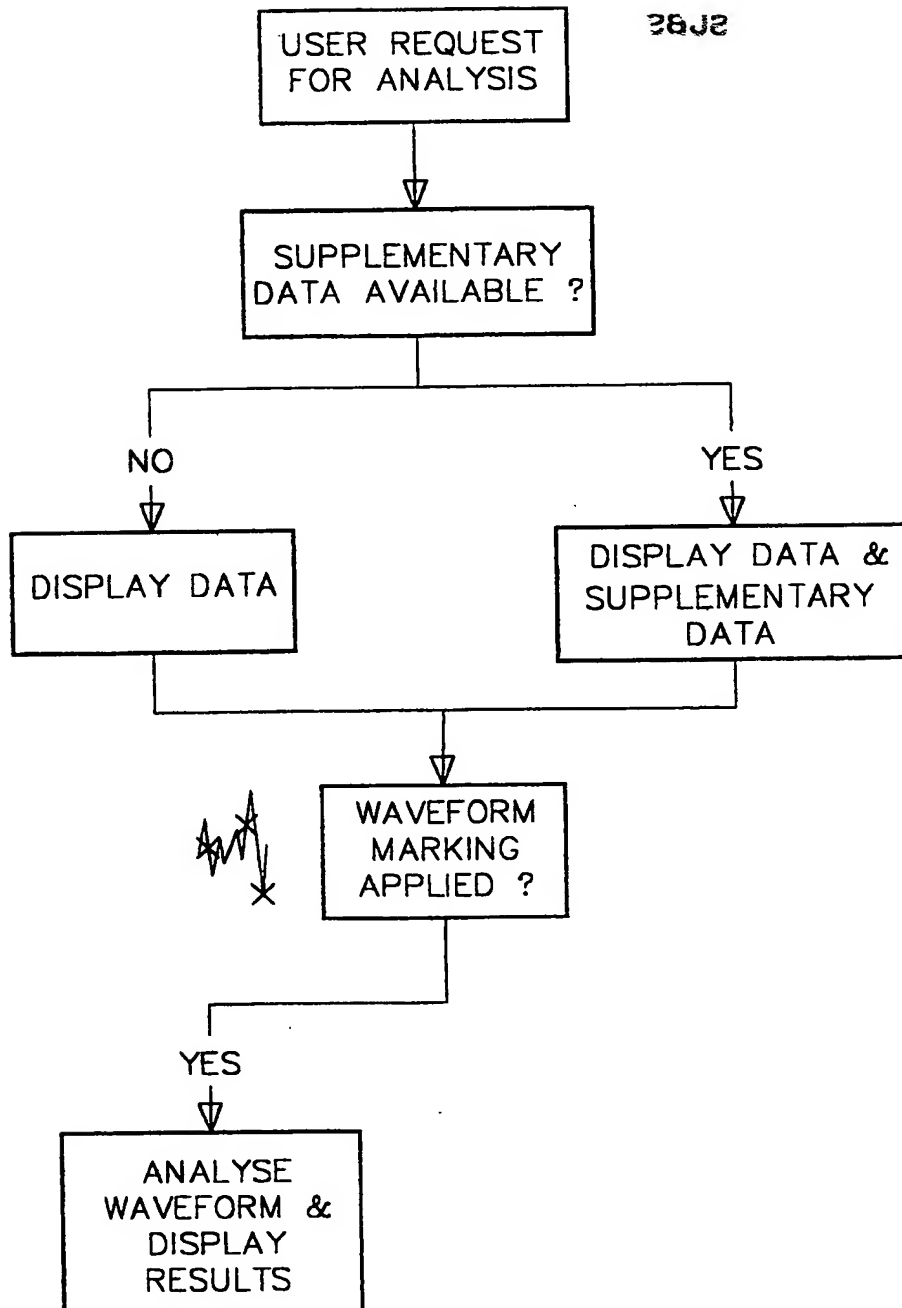 USER REQUEST
FOR ANALYSIS
SUPPLEMENTARY
DATA AVAILABLE ?
NO
YES
DISPLAY DATA
DISPLAY DATA &
SUPPLEMENTARY
DATA
WAVEFORM
MARKING
APPLIED ?
YES
ANALYSE
WAVEFORM &
DISPLAY
RESULTS